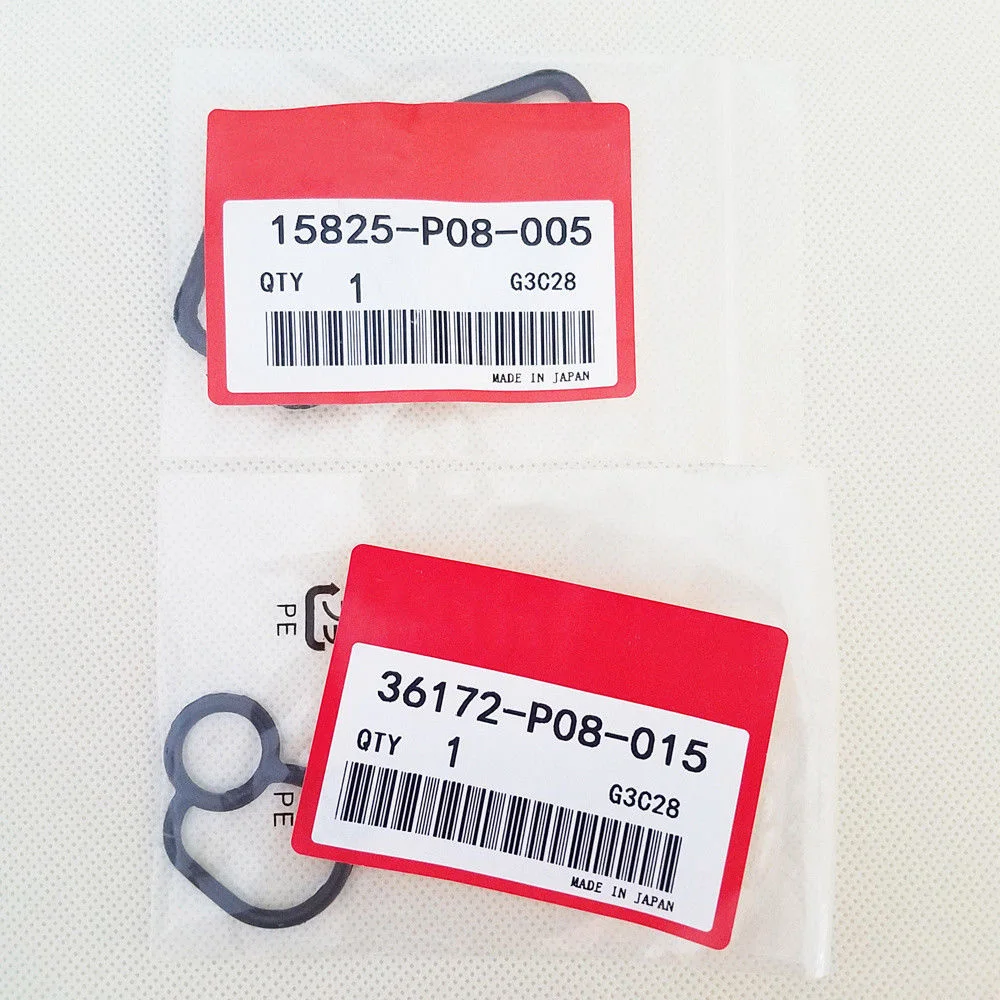 15825-P08-005
QTY 1 G3C28
MADE IN JAPAN
PE
36172-P08-015
QTY 1
G3C28
PE
MADE IN JAPAN